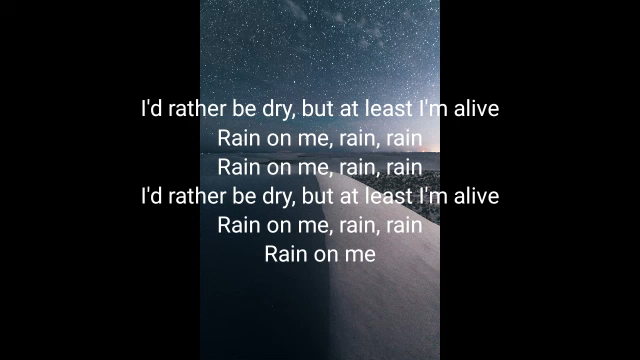 I'd rather be dry, but at least I'm alive
Rain on me, rain, rain
Rain on me, rain, rain
I'd rather be dry, but at least I'm alive
Rain on me, rain, rain
Rain on me